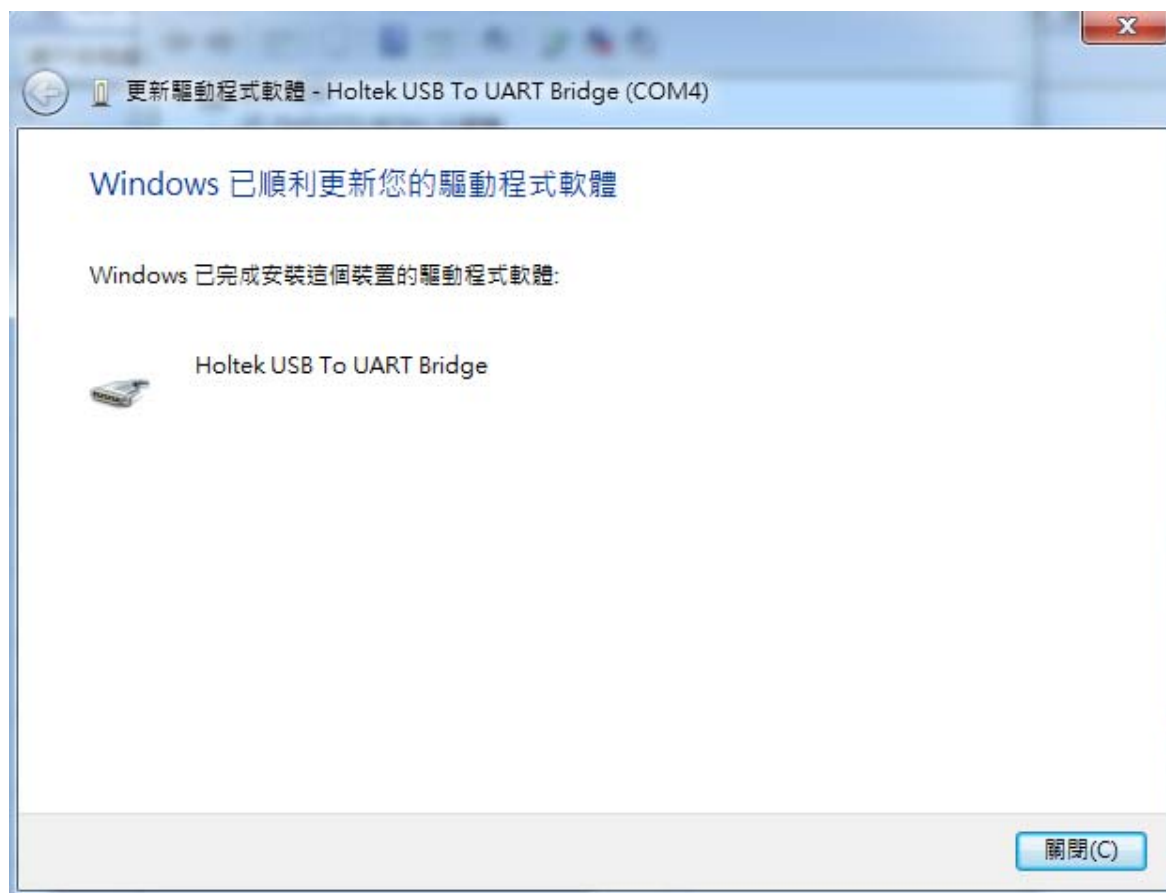 更新驅動程式軟體 - Holtek USB To UART Bridge (COM4)
Windows 已順利更新您的驅動程式軟體
Windows 已完成安裝這個裝置的驅動程式軟體:
Holtek USB To UART Bridge
關閉(C)